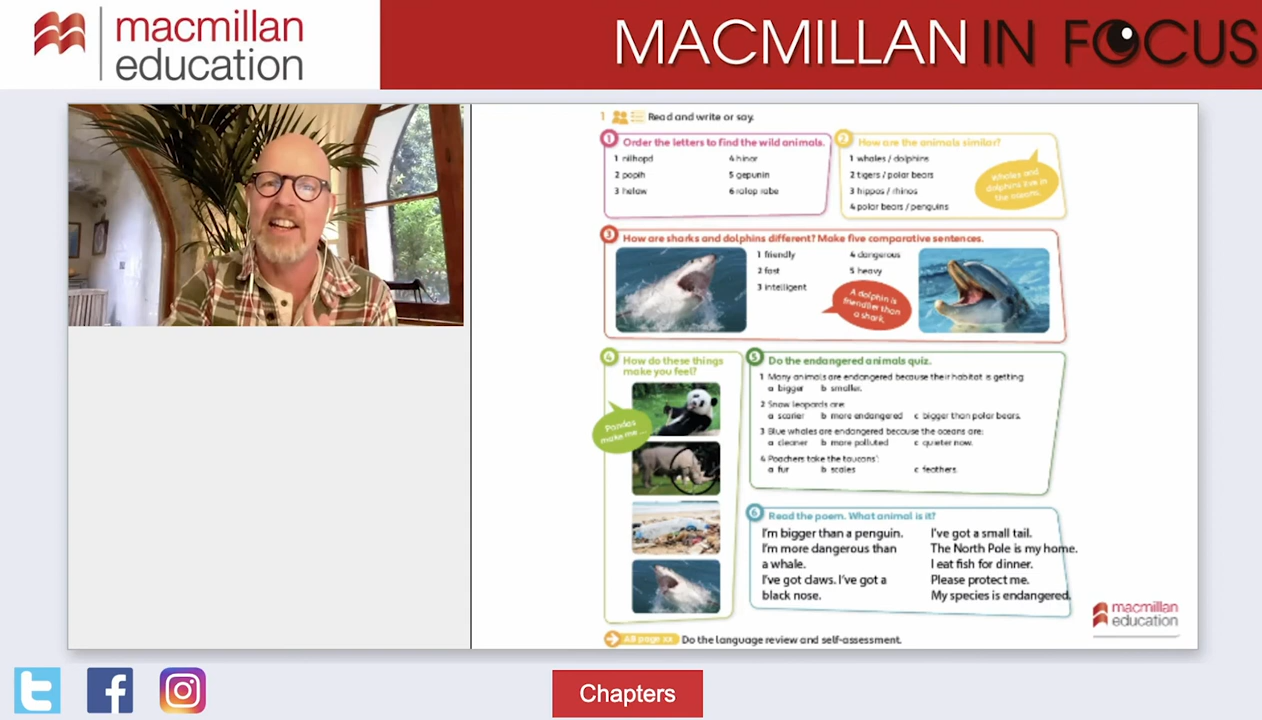 macmillan
education
MACMILLAN IN FOCUS
1 Read and write or say.
1 Order the letters to find the wild animals.
1 nilhopd
2 popih
3 helaw
4 hinor
5 gepunin
6 ralop rabe
2 How are the animals similar?
1 whales / dolphins
2 tigers / polar bears
3 hippos / rhinos
4 polar bears / penguins
Whales and
dolphins live in
the oceans.
3 How are sharks and dolphins different? Make five comparative sentences.
1 friendly
2 fast
3 intelligent
4 dangerous
5 heavy
A dolphin is
friendlier than
a shark.
4 How do these things
make you feel?
Pandas
make me ...
5 Do the endangered animals quiz.
1 Many animals are endangered because their habitat is getting
a bigger b smaller.
2 Snow leopards are:
a scarier b more endangered c bigger than polar bears.
3 Blue whales are endangered because the oceans are:
a cleaner b more polluted c quieter now.
4 Poachers take the toucans':
a fur b scales c feathers
6 Read the poem. What animal is it?
I'm bigger than a penguin.
I'm more dangerous than
a whale.
I've got claws. I've got a
black nose.
I've got a small tail.
The North Pole is my home.
I eat fish for dinner.
Please protect me.
My species is endangered.
macmillan
education
AB page xx Do the language review and self-assessment.
Chapters